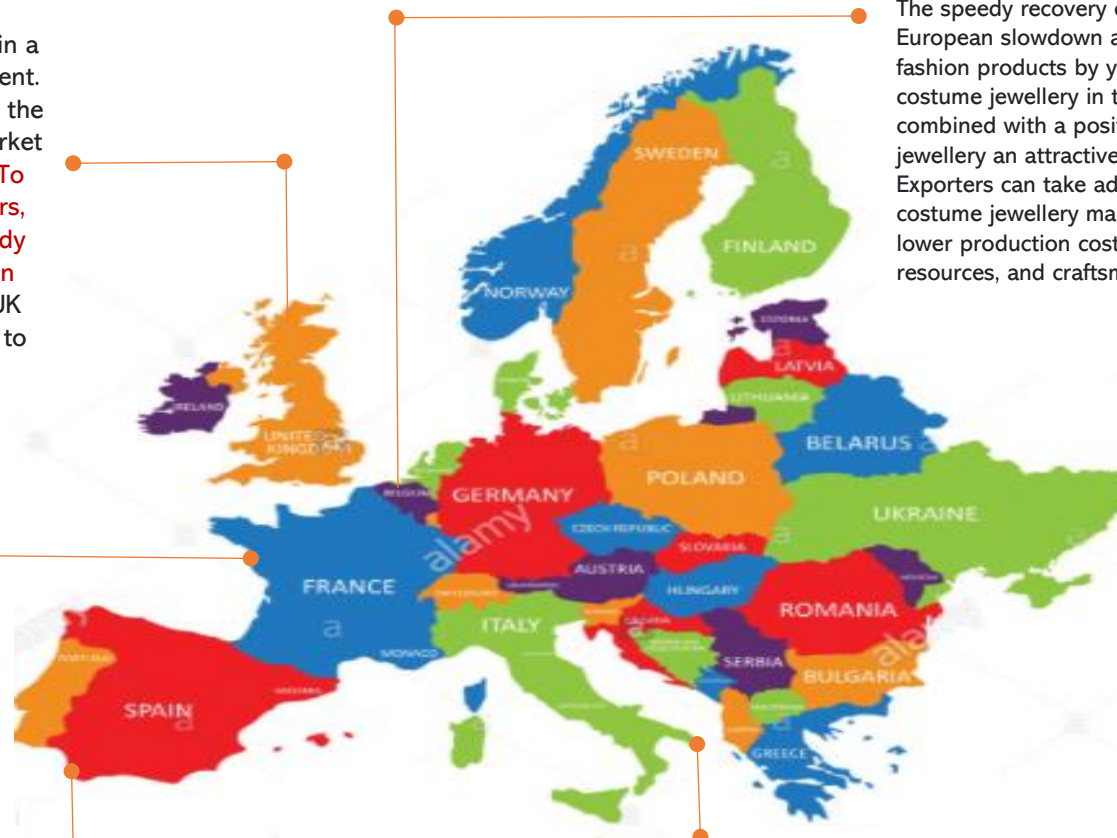 in a
ent.
the
rket
To
rs,
dy
n
UK
to
The speedy recovery
European slowdown a
fashion products by y
costume jewellery in t
combined with a posi
jewellery an attractive
Exporters can take ad
costume jewellery ma
lower production cost
resources, and craftsm
SWEDEN
FINLAND
NORWAY
ESTONIA
LATVIA
LITHUANIA
IRELAND
UNITED
KINGDOM
BELARUS
POLAND
GERMANY
BELGIUM
UKRAINE
CZECH REPUBLIC
SLOVAKIA
AUSTRIA
FRANCE
HUNGARY
ROMANIA
ITALY
MONACO
SERBIA
BULGARIA
PORTUGAL
SPAIN
GREECE
alamy
alamy
alamy